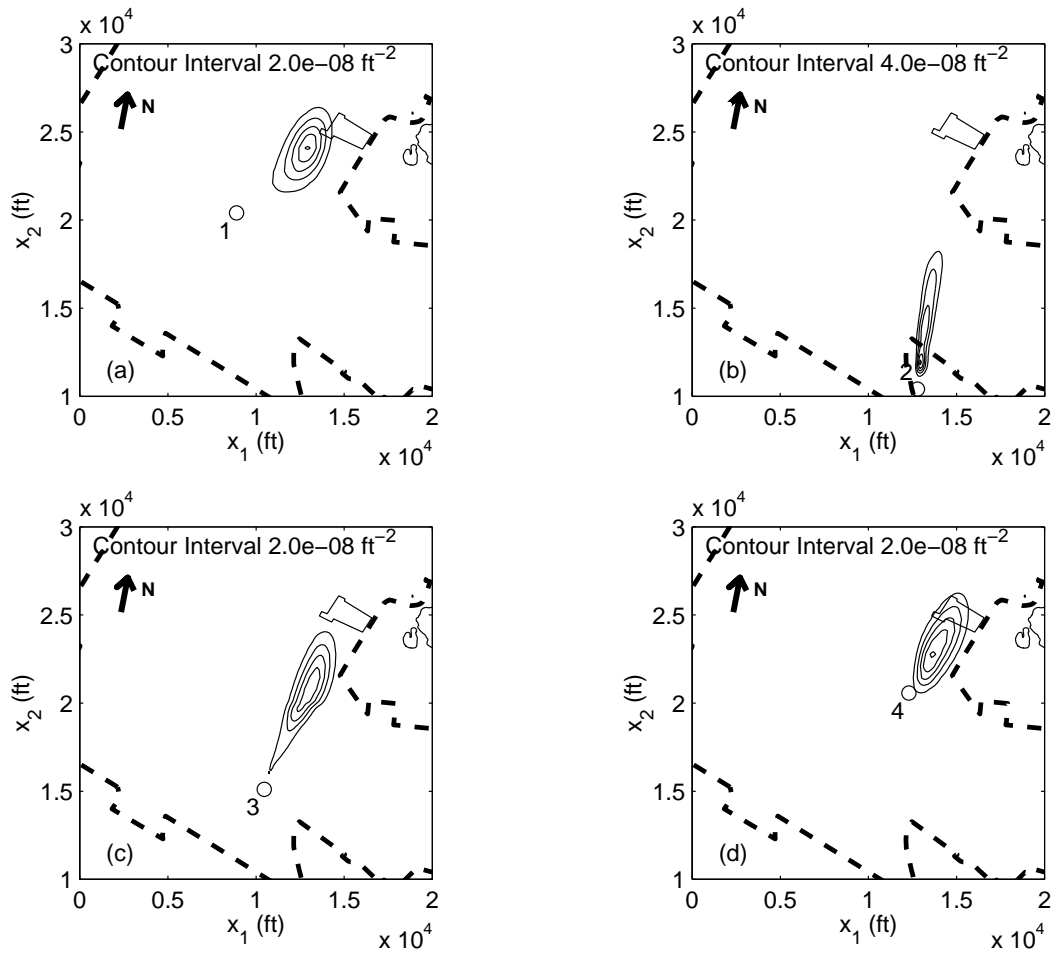 x 10^4
3
Contour Interval 2.0e−08 ft^−2
N
2.5
x_2 (ft)
2
1
1.5
(a)
1
0 0.5 1 1.5 2
x_1 (ft)
x 10^4
x 10^4
3
Contour Interval 4.0e−08 ft^−2
N
2.5
x_2 (ft)
2
1.5
2
(b)
1
0 0.5 1 1.5 2
x_1 (ft)
x 10^4
x 10^4
3
Contour Interval 2.0e−08 ft^−2
N
2.5
x_2 (ft)
2
1.5
3
(c)
1
0 0.5 1 1.5 2
x_1 (ft)
x 10^4
x 10^4
3
Contour Interval 2.0e−08 ft^−2
N
2.5
x_2 (ft)
2
4
1.5
(d)
1
0 0.5 1 1.5 2
x_1 (ft)
x 10^4